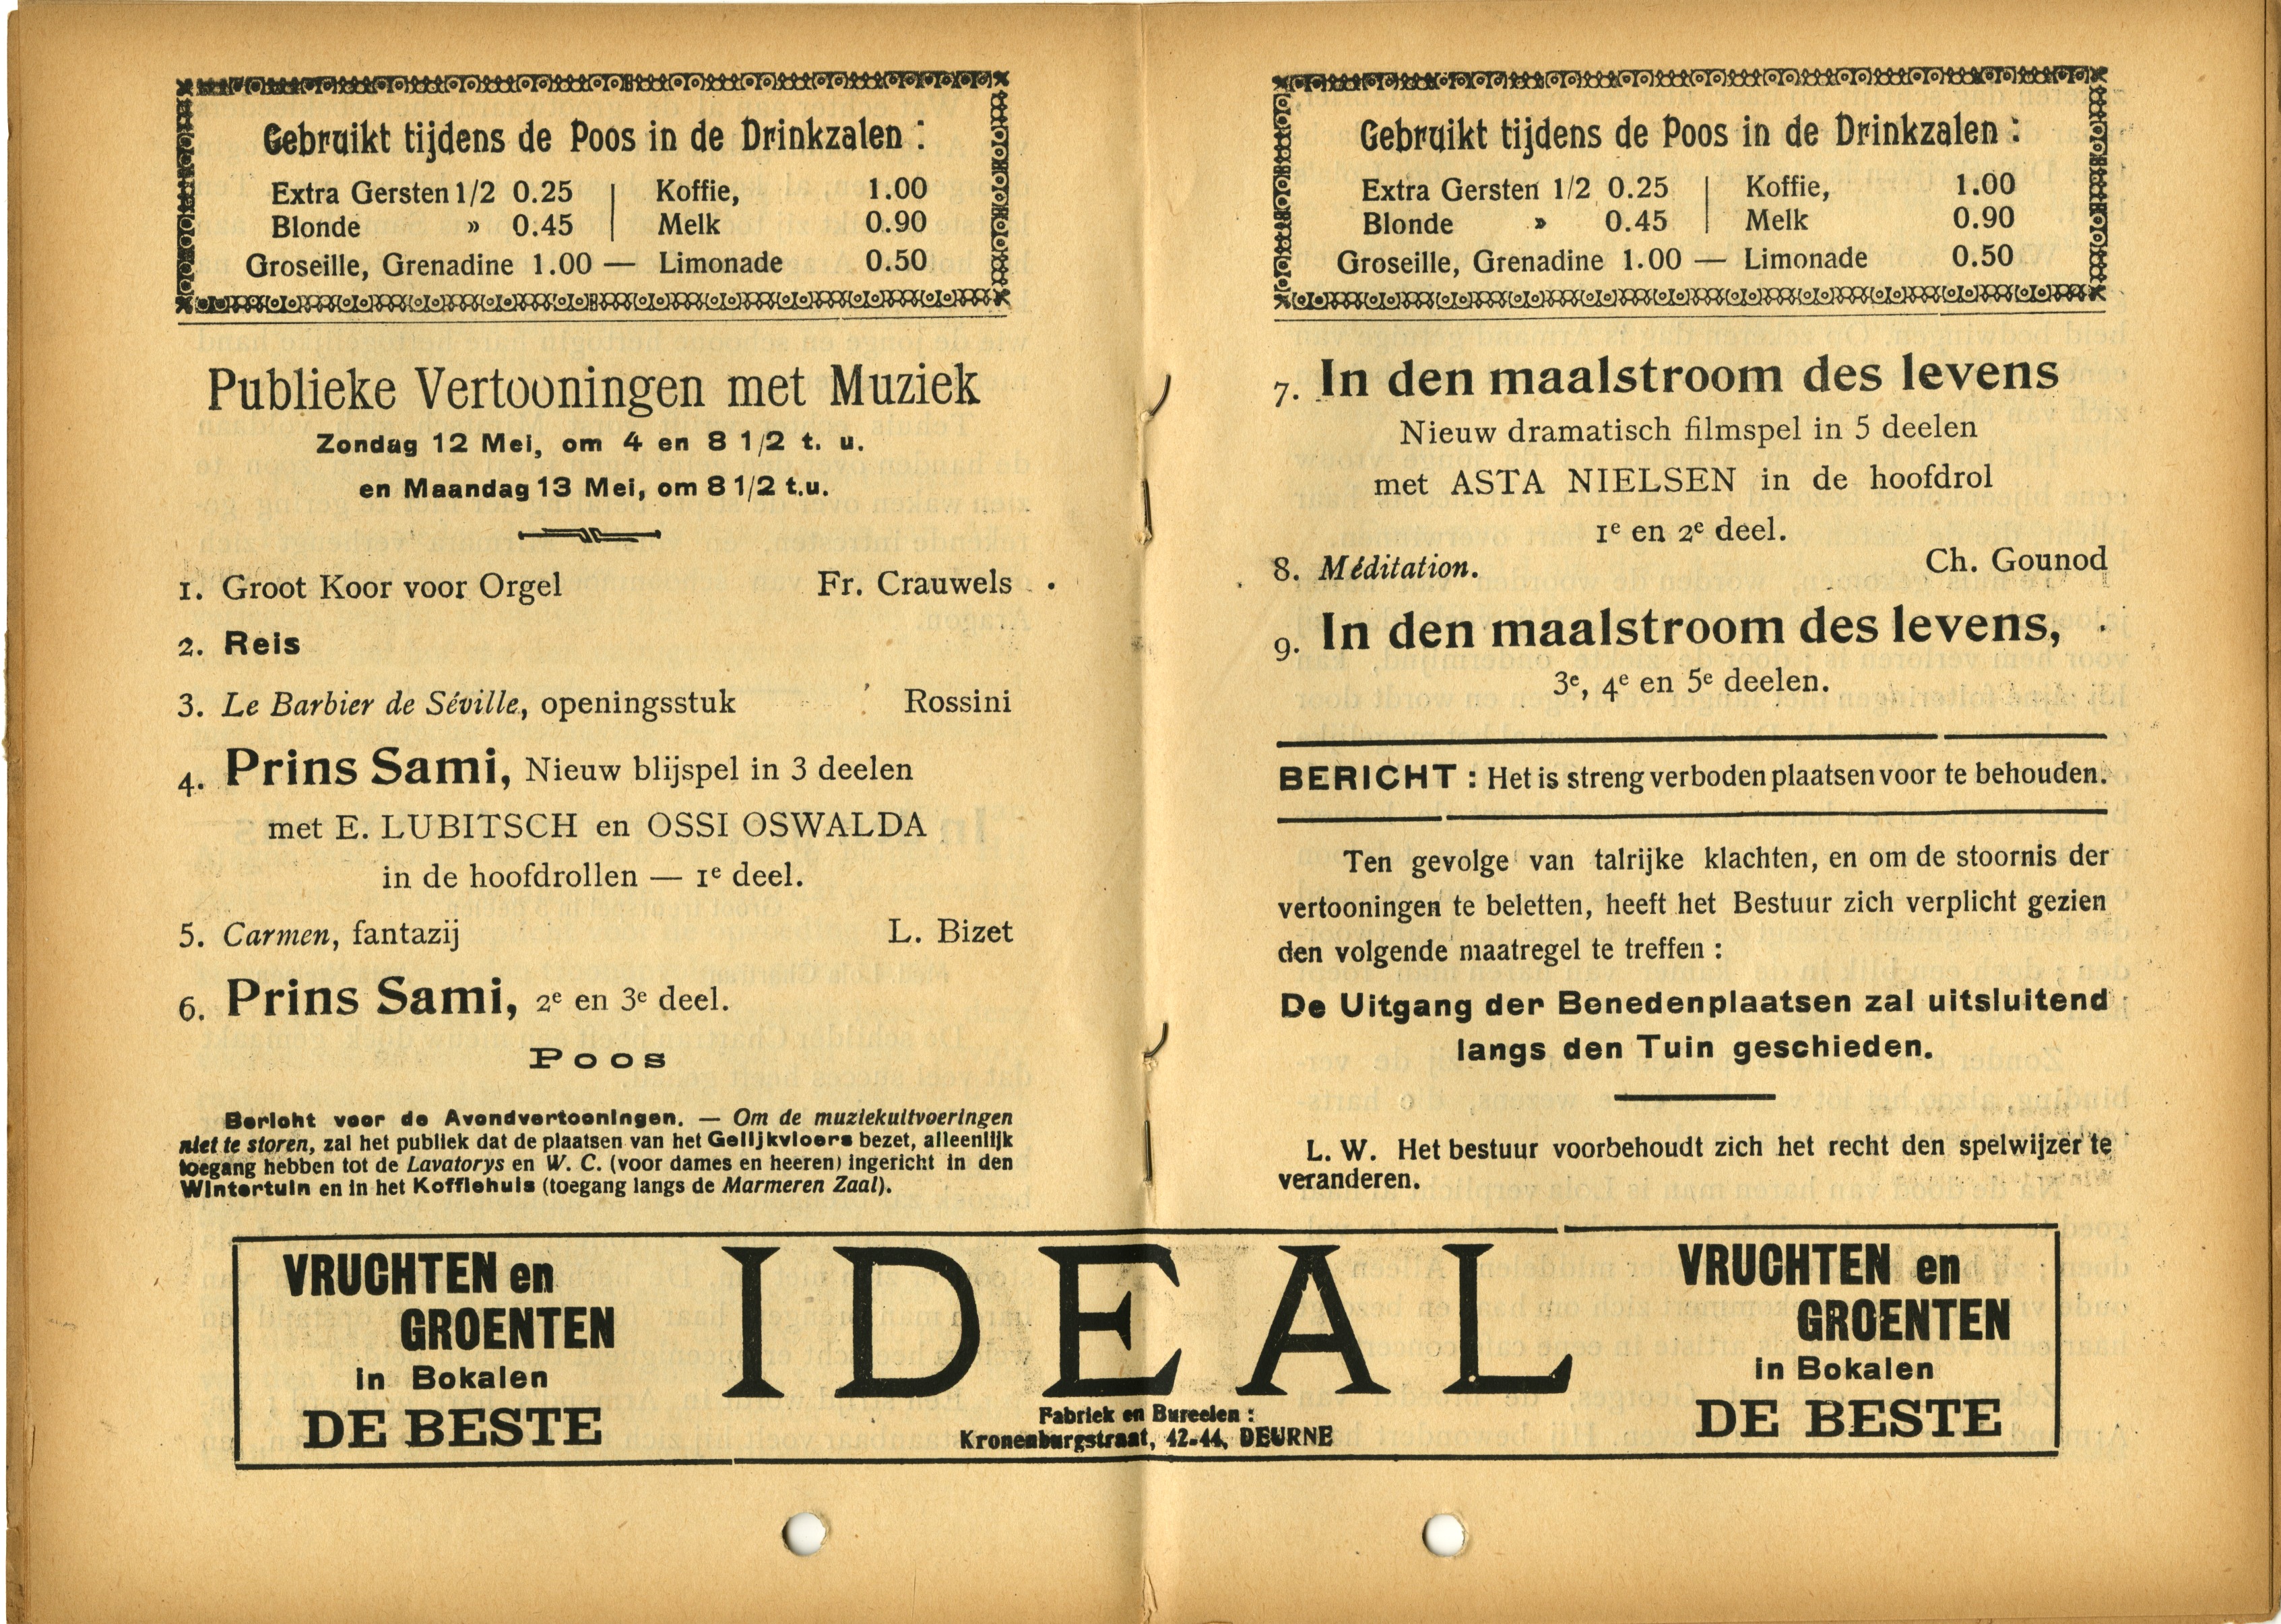 Gebruikt tijdens de Poos in de Drinkzalen :
Extra Gersten 1/2 0.25 | Koffie, 1.00
Blonde » 0.45 | Melk 0.90
Groseille, Grenadine 1.00 — Limonade 0.50
Publieke Vertooningen met Muziek
Zondag 12 Mei, om 4 en 8 1/2 t. u.
en Maandag 13 Mei, om 8 1/2 t.u.
1. Groot Koor voor Orgel Fr. Crauwels
2. Reis
3. Le Barbier de Séville, openingsstuk Rossini
4. Prins Sami, Nieuw blijspel in 3 deelen
met E. LUBITSCH en OSSI OSWALDA
in de hoofdrollen — 1e deel.
5. Carmen, fantazij L. Bizet
6. Prins Sami, 2e en 3e deel.
Poos
Bericht voor de Avondvertooningen. — Om de muziekuitvoeringen
niet te storen, zal het publiek dat de plaatsen van het Gelijkvloers bezet, alleenlijk
toegang hebben tot de Lavatorys en W. C. (voor dames en heeren) ingericht in den
Wintertuin en in het Koffiehuis (toegang langs de Marmeren Zaal).
Gebruikt tijdens de Poos in de Drinkzalen :
Extra Gersten 1/2 0.25 | Koffie, 1.00
Blonde » 0.45 | Melk 0.90
Groseille, Grenadine 1.00 — Limonade 0.50
7. In den maalstroom des levens
Nieuw dramatisch filmspel in 5 deelen
met ASTA NIELSEN in de hoofdrol
1e en 2e deel.
8. Méditation. Ch. Gounod
9. In den maalstroom des levens,
3e, 4e en 5e deelen.
BERICHT : Het is streng verboden plaatsen voor te behouden.
Ten gevolge van talrijke klachten, en om de stoornis der
vertooningen te beletten, heeft het Bestuur zich verplicht gezien
den volgende maatregel te treffen :
De Uitgang der Benedenplaatsen zal uitsluitend
langs den Tuin geschieden.
L. W. Het bestuur voorbehoudt zich het recht den spelwijzer te
veranderen.
VRUCHTEN en
GROENTEN
in Bokalen
DE BESTE
IDEAL
Fabriek en Bureelen :
Kronenburgstraat, 42-44, DEURNE
VRUCHTEN en
GROENTEN
in Bokalen
DE BESTE